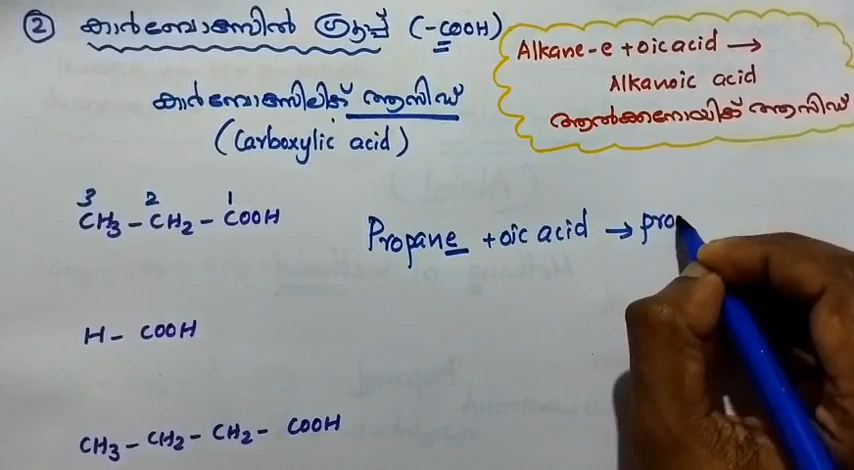 ② കാർബോക്സിൽ ഗ്രൂപ്പ് (-COOH)
കാർബോക്സിലിക് ആസിഡ്
(Carboxylic acid)
Alkane-e + oic acid →
Alkanoic acid
ആൽക്കനോയിക് ആസിഡ്
3 2 1
CH₃ - CH₂ - COOH
Propane + oic acid → pro
H - COOH
CH₃ - CH₂ - CH₂ - COOH